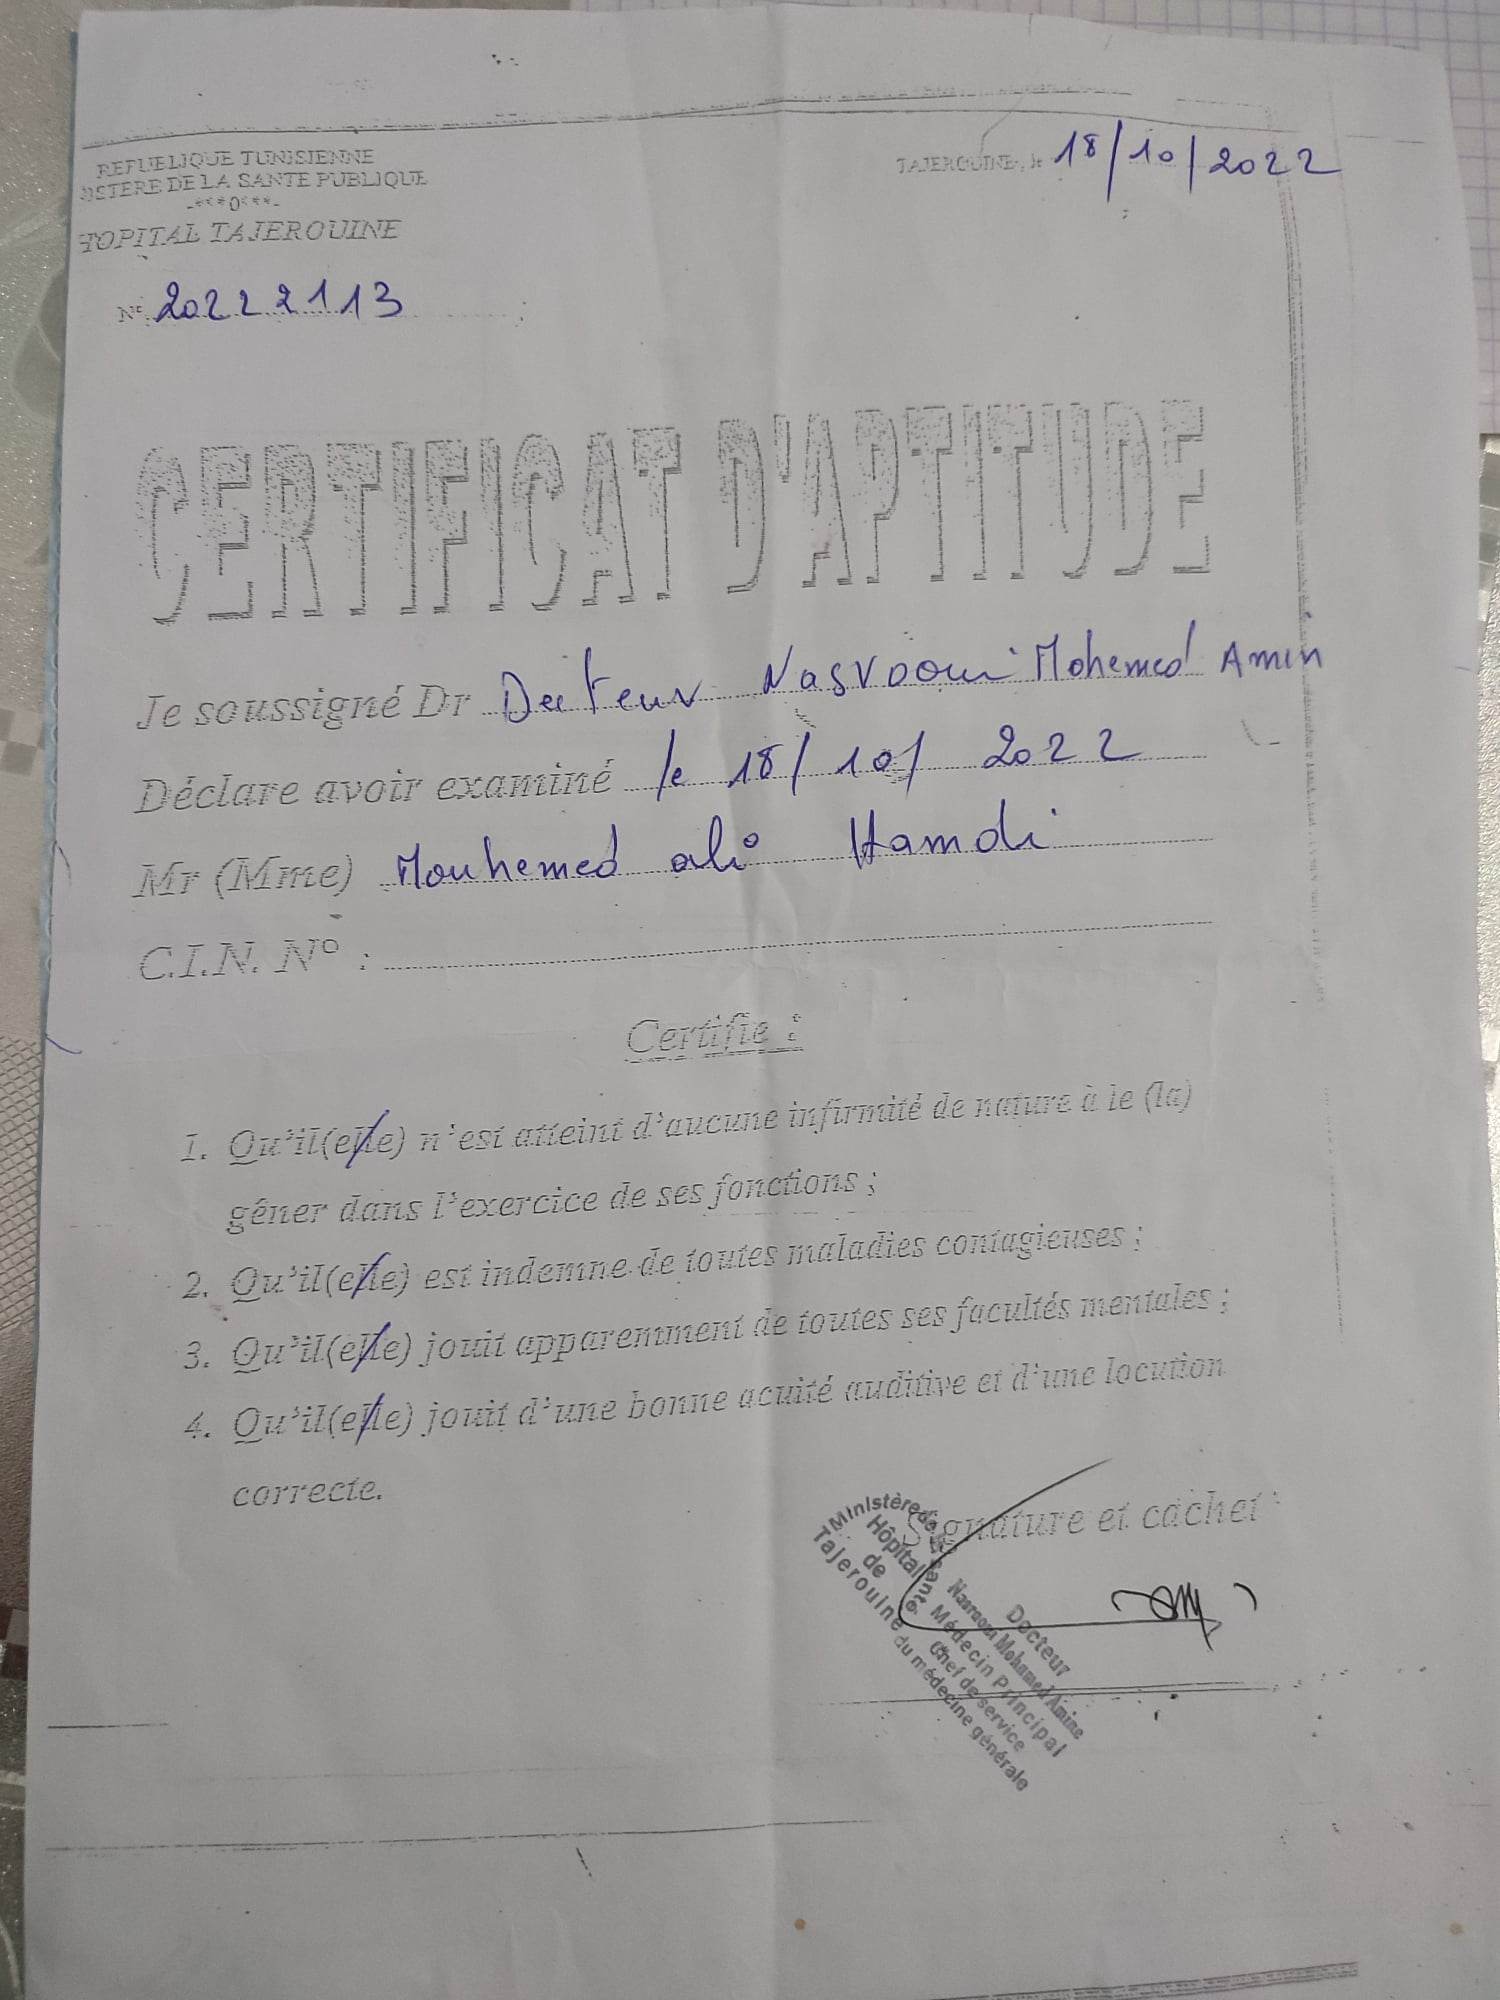 REPUBLIQUE TUNISIENNE
ISTERE DE LA SANTE PUBLIQUE
-***0***-
HOPITAL TAJEROUINE
TAJEROUINE, le 18/10/2022
N° 20222113
CERTIFICAT D'APTITUDE
Je soussigné Dr Docteur Nasraoui Mohemed Amin
Déclare avoir examiné le 18/10/2022
Mr (Mme) Mouhemed ali Hamdi
C.I.N. N° :
Certifie :
1. Qu'il(elle) n'est atteint d'aucune infirmité de nature à le (la)
gêner dans l'exercice de ses fonctions ;
2. Qu'il(elle) est indemne de toutes maladies contagieuses ;
3. Qu'il(elle) jouit apparemment de toutes ses facultés mentales ;
4. Qu'il(elle) jouit d'une bonne acuité auditive et d'une locution
correcte.
Signature et cachet
Ministère de la santé
Hôpital
de
Tajerouine
Docteur
Nasraoui Mohamed Amine
Médecin Principal
Chef de service
du médecine générale